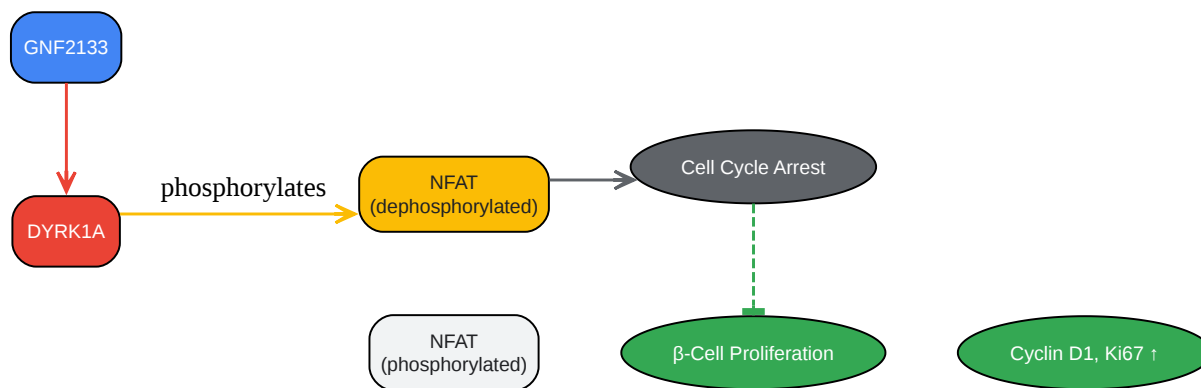 GNF2133
DYRK1A
phosphorylates
NFAT
(dephosphorylated)
Cell Cycle Arrest
NFAT
(phosphorylated)
β-Cell Proliferation
Cyclin D1, Ki67 ↑